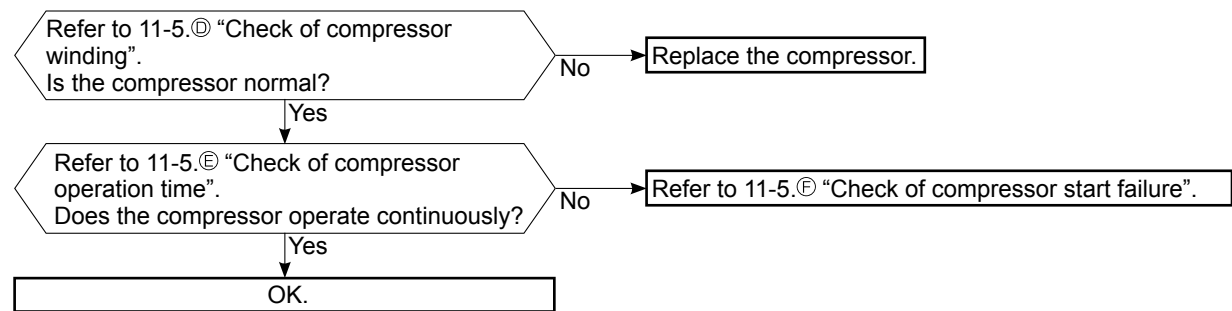 Refer to 11-5.Ⓓ “Check of compressor
winding”.
Is the compressor normal?
No
Replace the compressor.
Yes
Refer to 11-5.Ⓔ “Check of compressor
operation time”.
Does the compressor operate continuously?
No
Refer to 11-5.Ⓕ “Check of compressor start failure”.
Yes
OK.